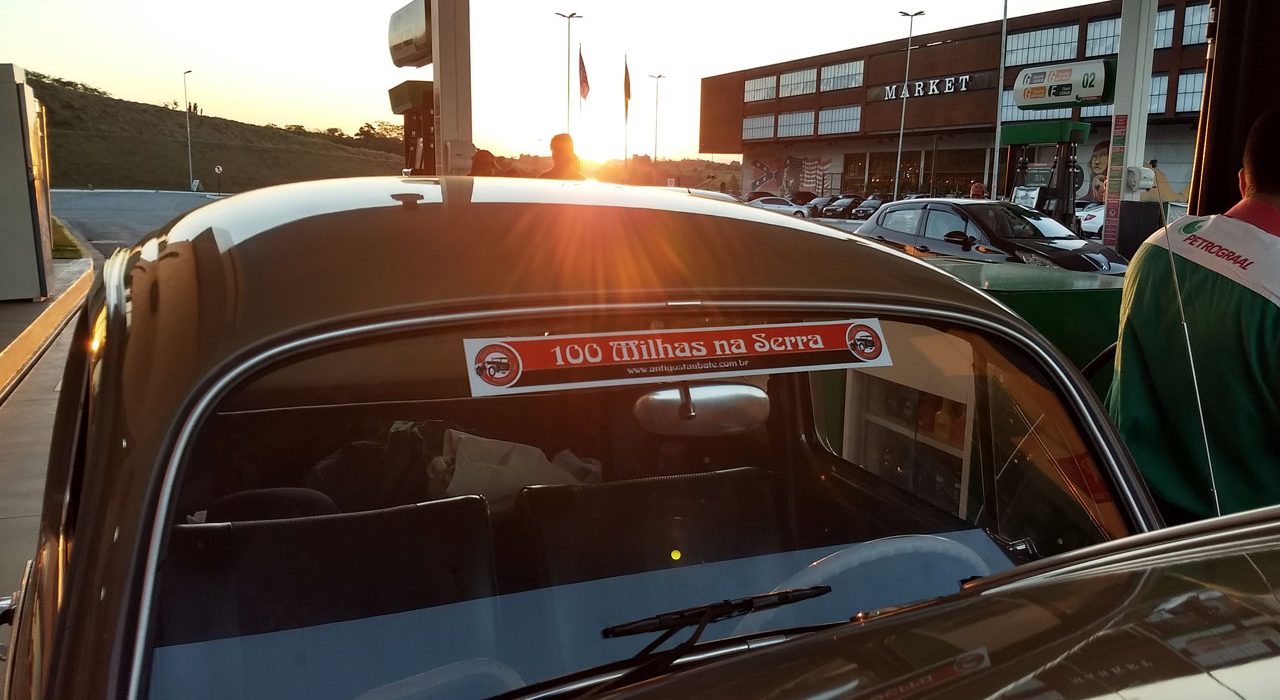 MARKET
02
PETROGRAAL
100 Milhas na Serra
www.antigostaubate.com.br